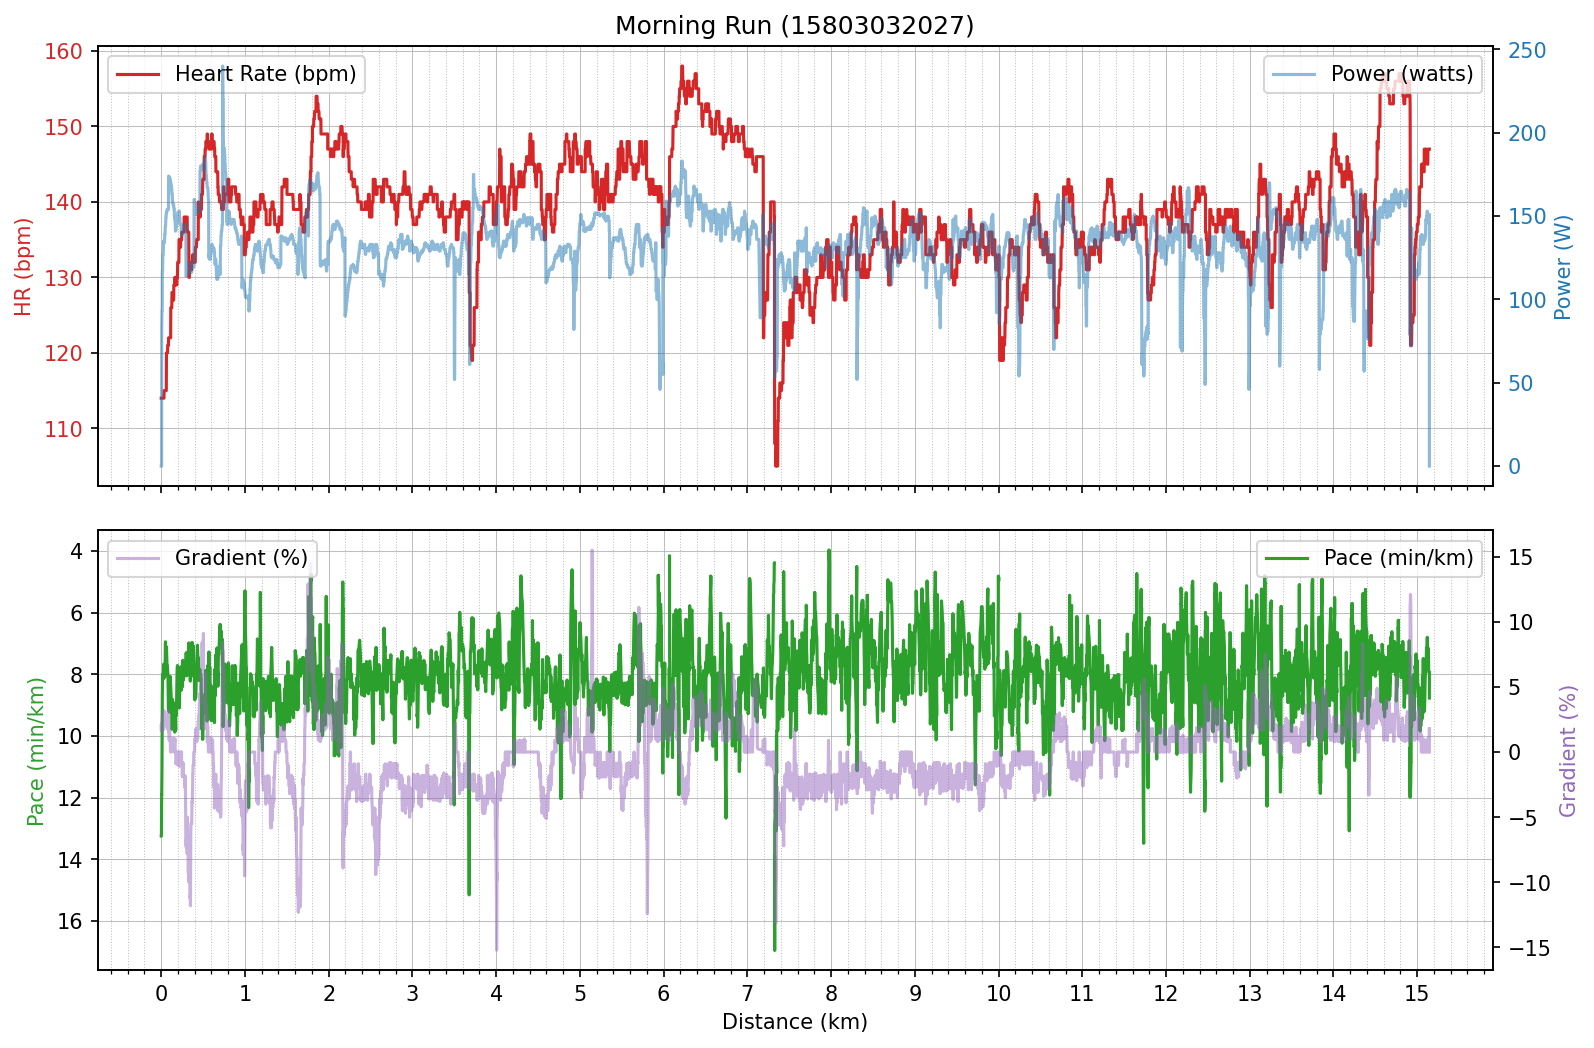 Morning Run (15803032027)
Heart Rate (bpm)
Power (watts)
HR (bpm)
160
150
140
130
120
110
Power (W)
250
200
150
100
50
0
Gradient (%)
Pace (min/km)
Pace (min/km)
4
6
8
10
12
14
16
Gradient (%)
15
10
5
0
−5
−10
−15
0 1 2 3 4 5 6 7 8 9 10 11 12 13 14 15
Distance (km)